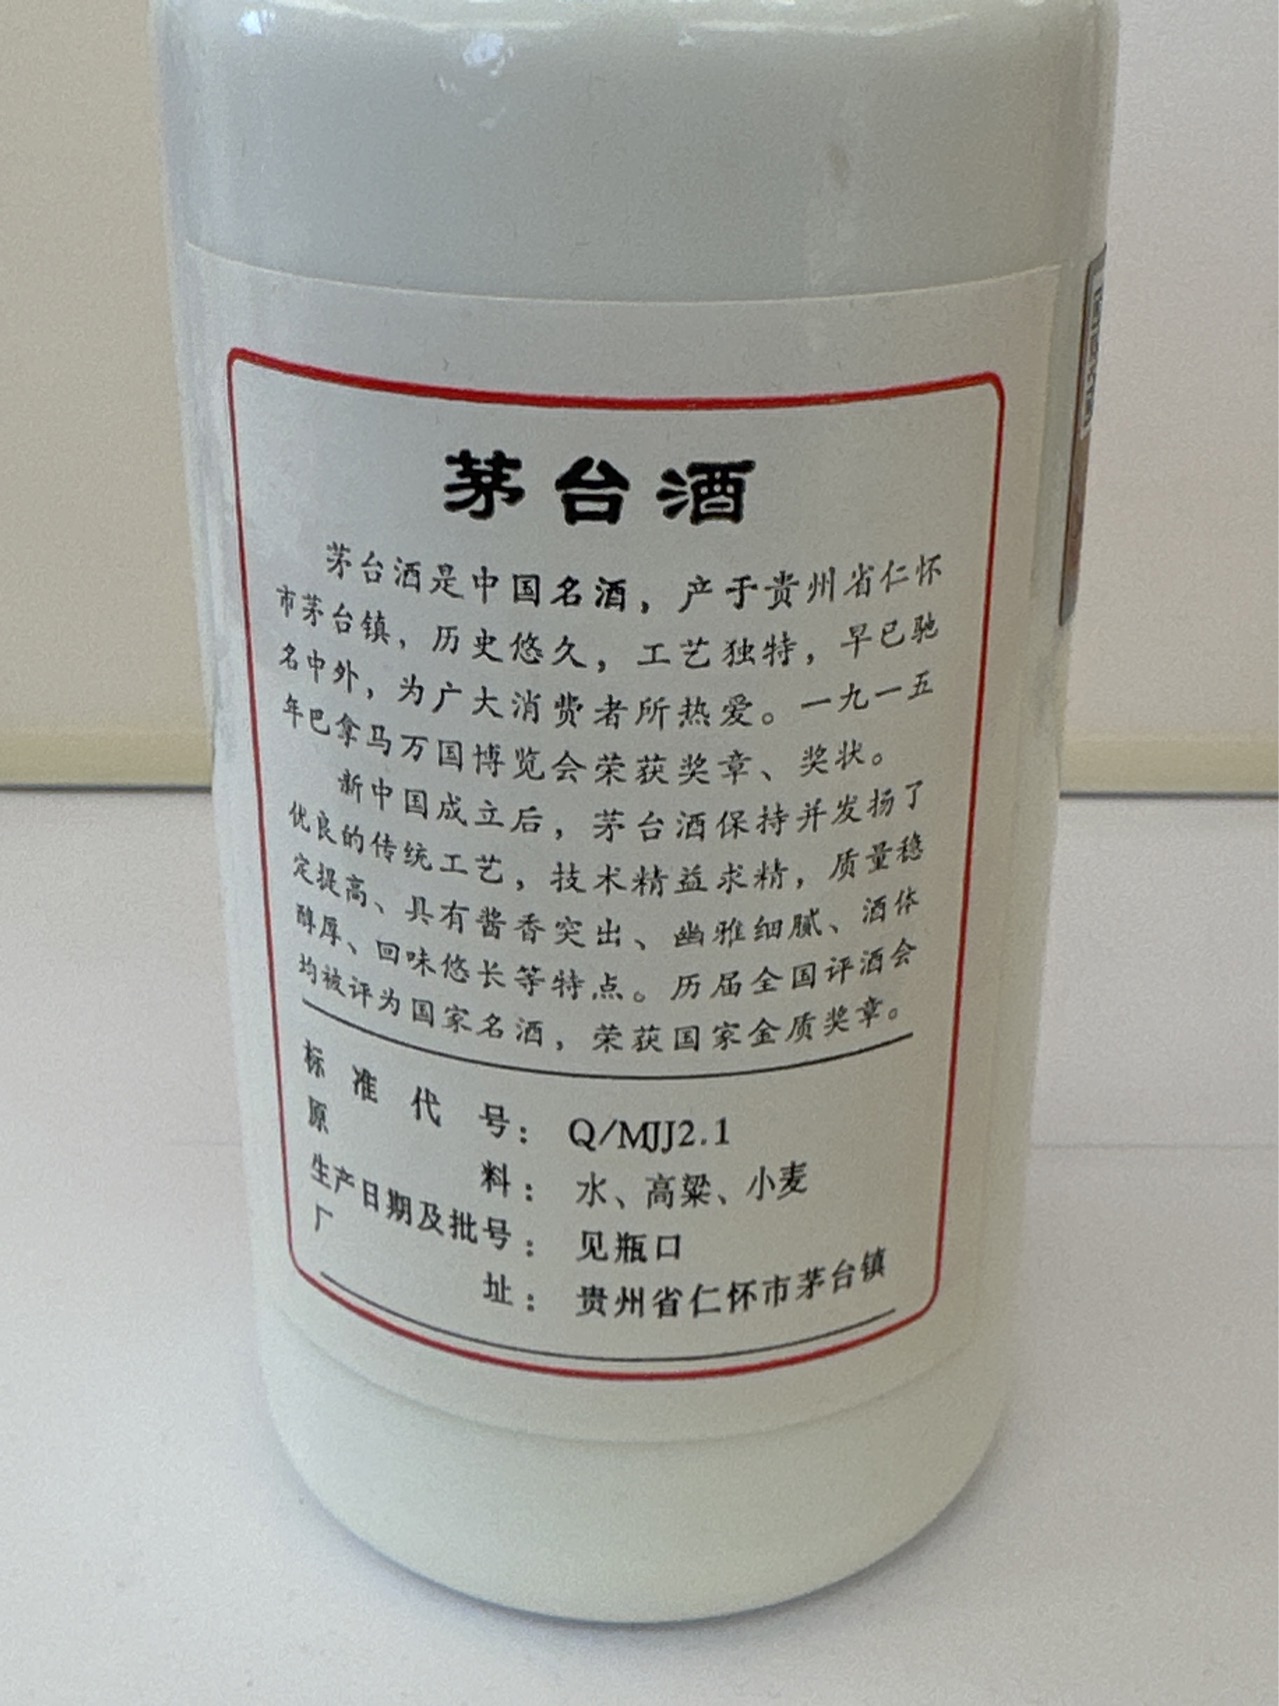 茅台酒
茅台酒是中国名酒，产于贵州省仁怀
市茅台镇，历史悠久，工艺独特，早已驰
名中外，为广大消费者所热爱。一九一五
年巴拿马万国博览会荣获奖章、奖状。
新中国成立后，茅台酒保持并发扬了
优良的传统工艺，技术精益求精，质量稳
定提高、具有酱香突出、幽雅细腻、酒体
醇厚、回味悠长等特点。历届全国评酒会
均被评为国家名酒，荣获国家金质奖章。
标准代号：Q/MJJ2.1
原料：水、高粱、小麦
生产日期及批号：见瓶口
厂址：贵州省仁怀市茅台镇